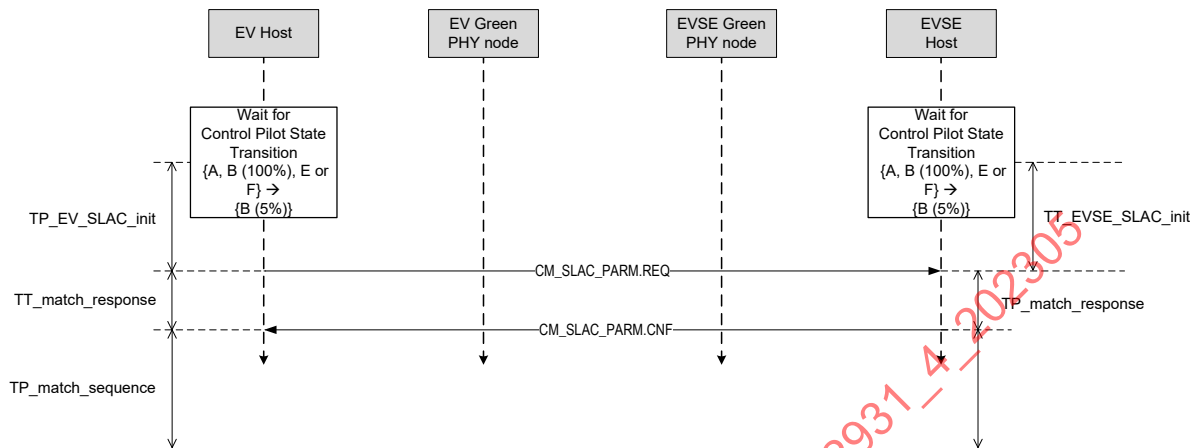 EV Host
EV Green
PHY node
EVSE Green
PHY node
EVSE
Host
Wait for
Control Pilot State
Transition
{A, B (100%), E or
F} →
{B (5%)}
Wait for
Control Pilot State
Transition
{A, B (100%), E or
F} →
{B (5%)}
TP_EV_SLAC_init
TT_EVSE_SLAC_init
CM_SLAC_PARM.REQ
TT_match_response
TP_match_response
CM_SLAC_PARM.CNF
TP_match_sequence
3931_4_202305